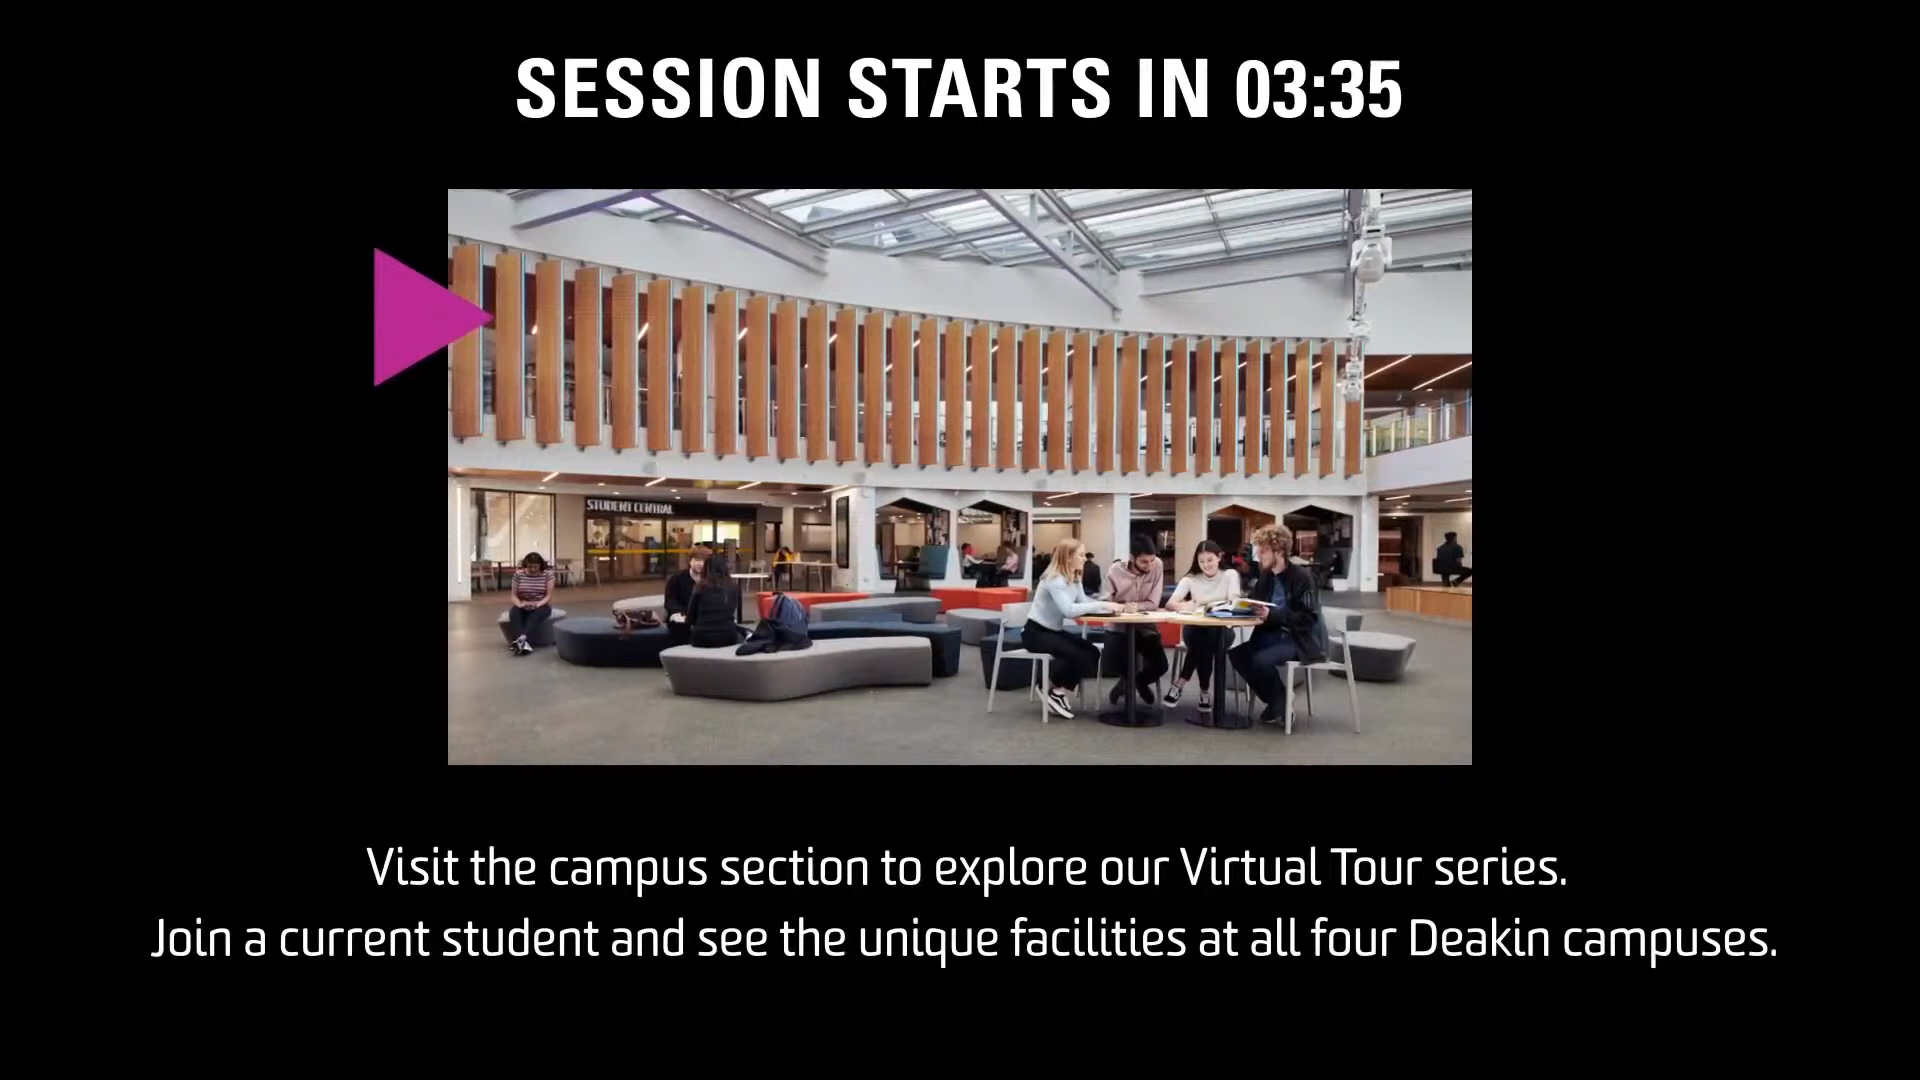 SESSION STARTS IN 03:35
STUDENT CENTRAL
Visit the campus section to explore our Virtual Tour series.
Join a current student and see the unique facilities at all four Deakin campuses.